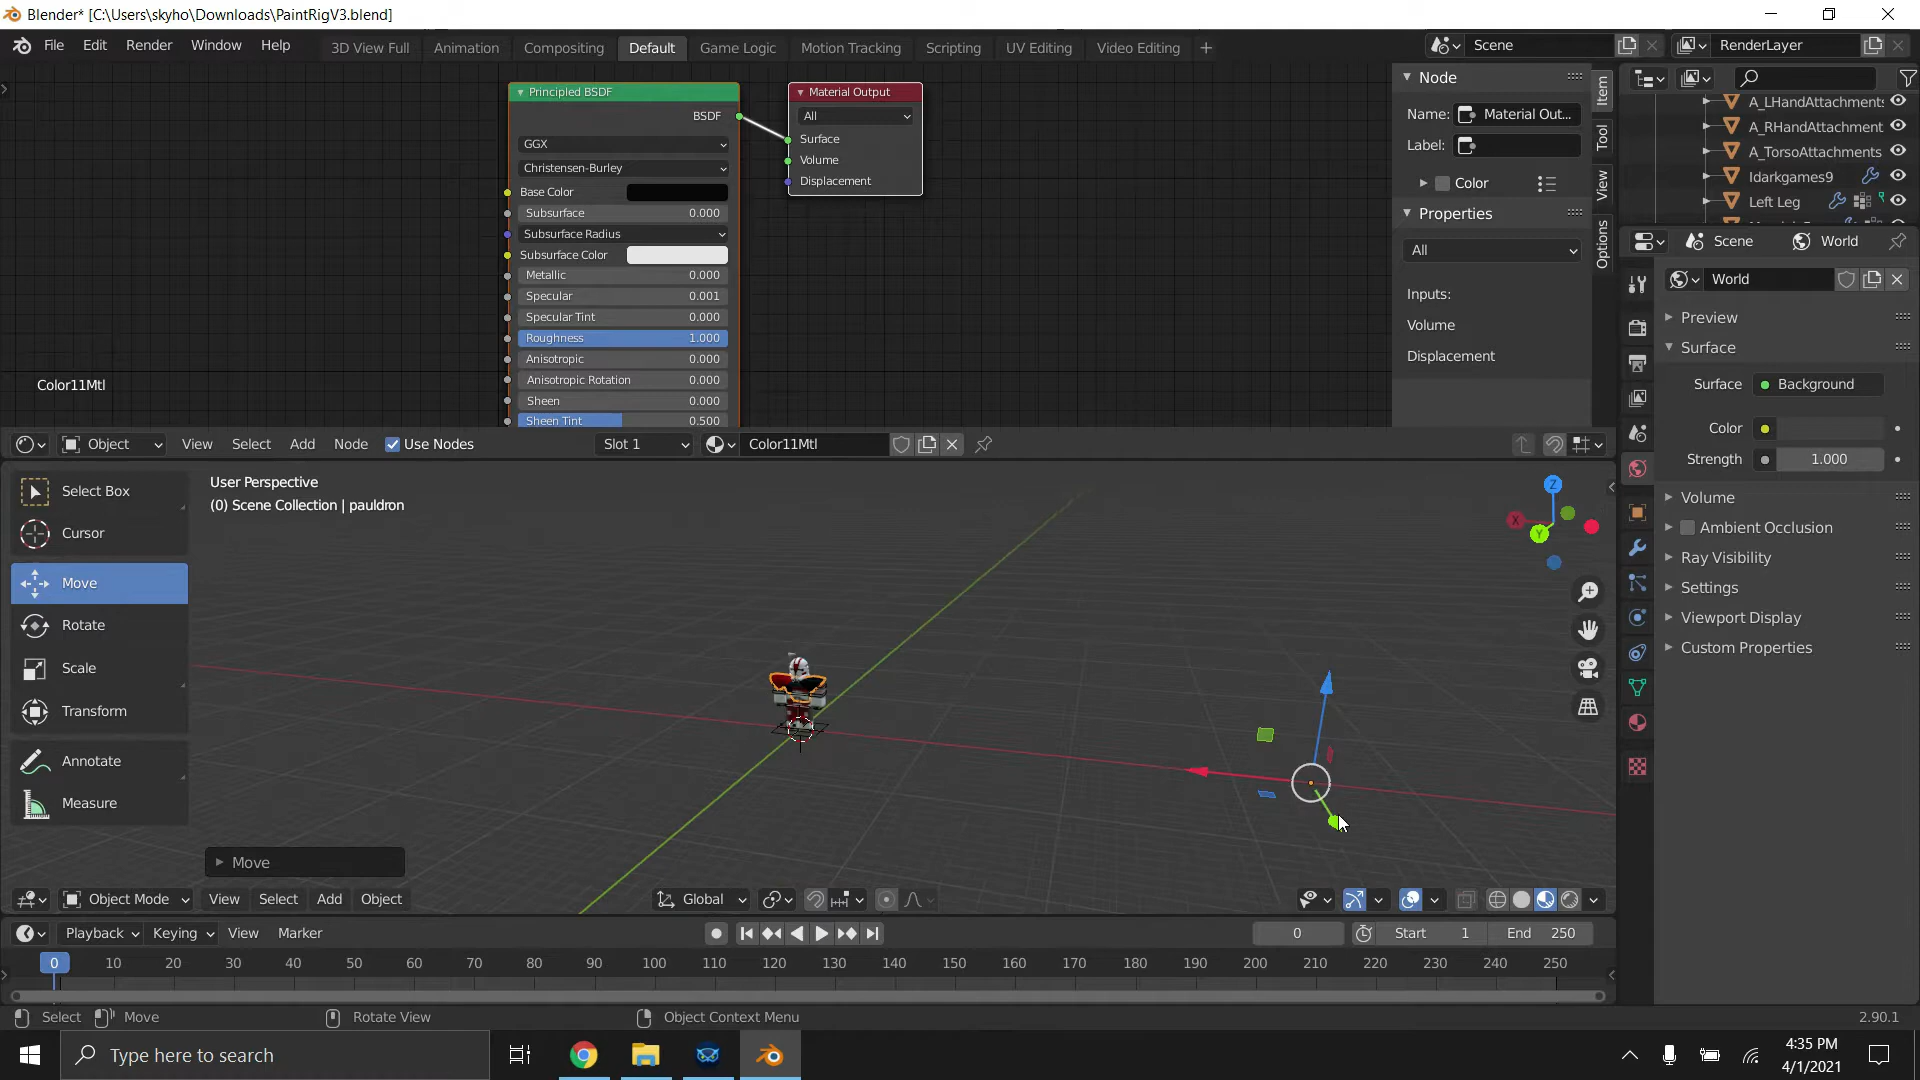 Blender* [C:\Users\skyho\Downloads\PaintRigV3.blend]
File Edit Render Window Help 3D View Full Animation Compositing Default Game Logic Motion Tracking Scripting UV Editing Video Editing + Scene RenderLayer
Principled BSDF
BSDF
GGX
Christensen-Burley
Base Color
Subsurface 0.000
Subsurface Radius
Subsurface Color
Metallic 0.000
Specular 0.001
Specular Tint 0.000
Roughness 1.000
Anisotropic 0.000
Anisotropic Rotation 0.000
Sheen 0.000
Sheen Tint 0.500
Material Output
All
Surface
Volume
Displacement
Color11Mtl
Node
Name: Material Out...
Label:
Color
Properties
All
Inputs:
Volume
Displacement
Item
Tool
View
Options
A_LHandAttachments
A_RHandAttachment
A_TorsoAttachments
Idarkgames9
Left Leg
Scene World
World
Preview
Surface
Surface Background
Color
Strength 1.000
Volume
Ambient Occlusion
Ray Visibility
Settings
Viewport Display
Custom Properties
Object View Select Add Node Use Nodes Slot 1 Color11Mtl
Select Box
Cursor
Move
Rotate
Scale
Transform
Annotate
Measure
User Perspective
(0) Scene Collection | pauldron
Z
X
Y
Move
Object Mode View Select Add Object Global
Playback Keying View Marker 0 Start 1 End 250
0 10 20 30 40 50 60 70 80 90 100 110 120 130 140 150 160 170 180 190 200 210 220 230 240 250
Select Move Rotate View Object Context Menu 2.90.1
Type here to search
4:35 PM
4/1/2021